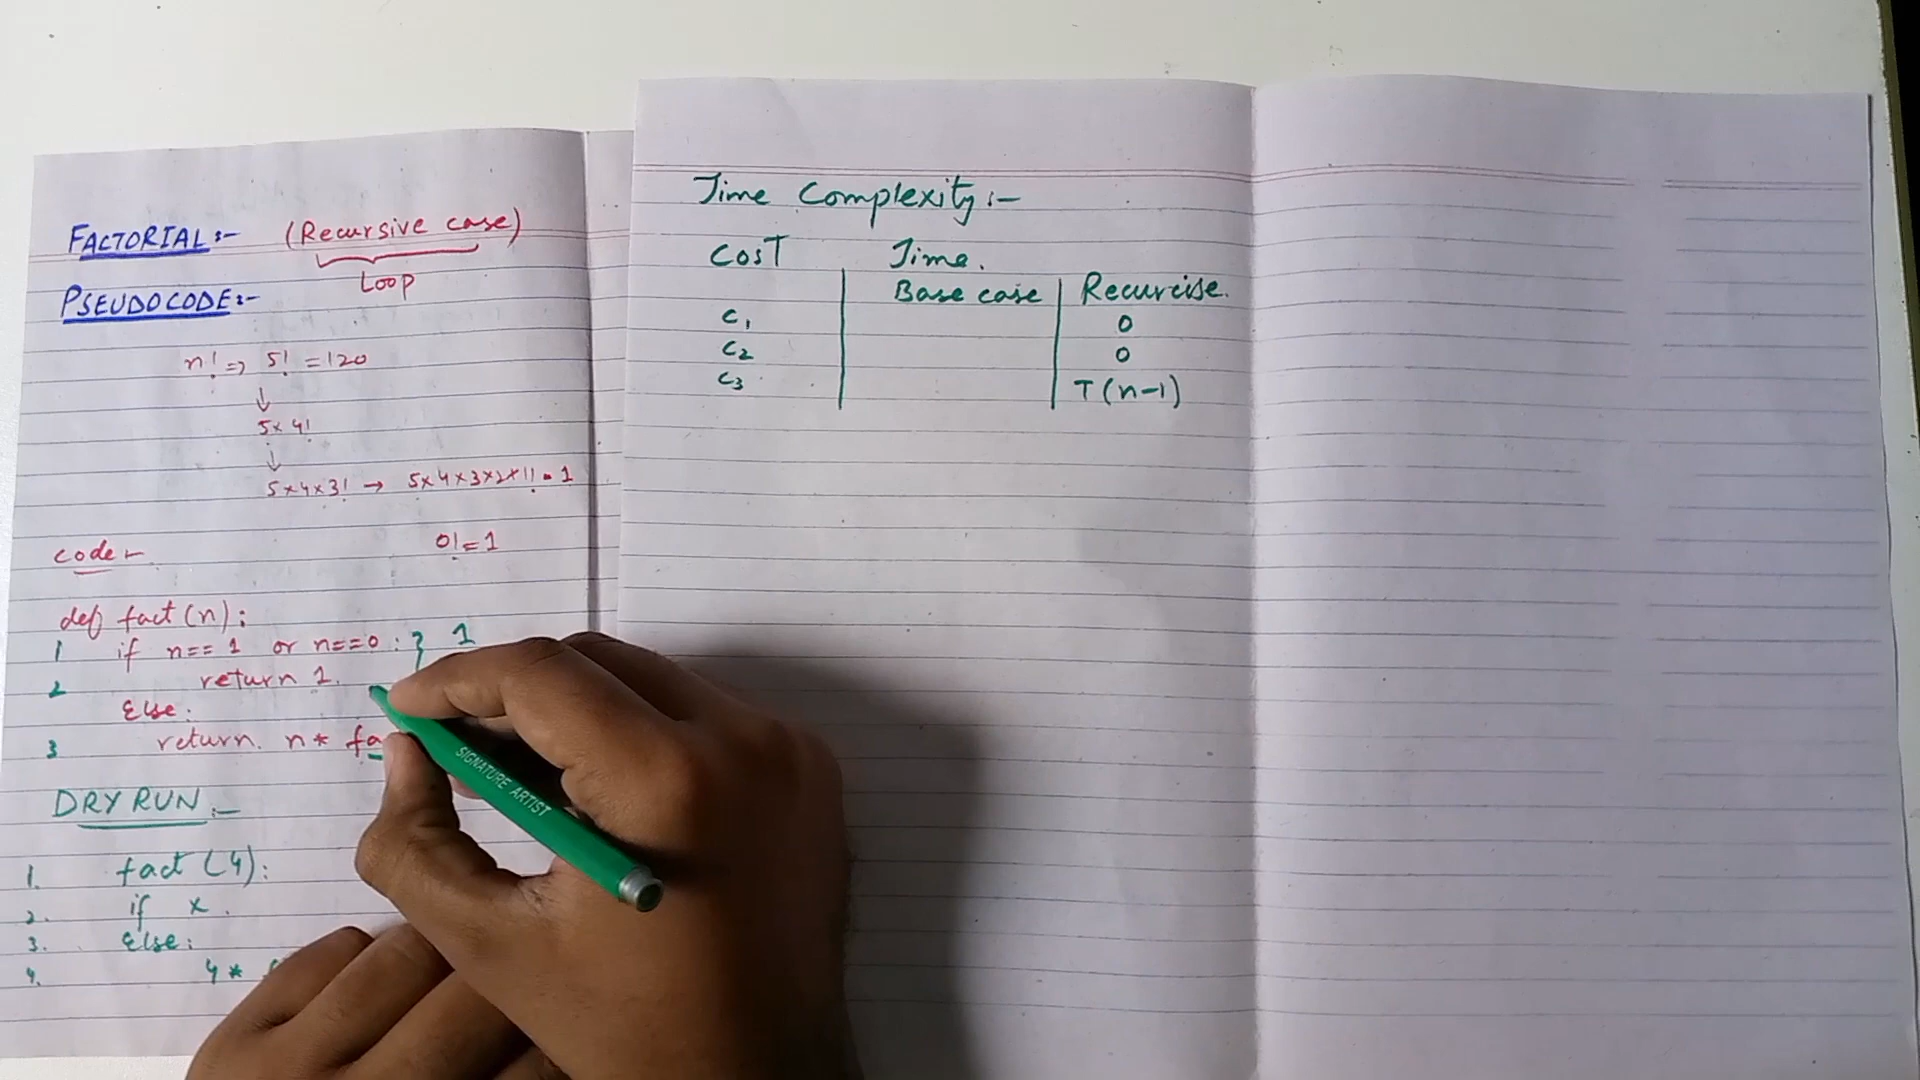 FACTORIAL:- (Recursive case)
Loop
PSEUDOCODE:-
n! => 5! = 120
↓
5×4!
↓
5×4×3! → 5×4×3×2×1! = 1
0! = 1
code:-
def fact(n):
1 if n==1 or n==0 : } 1
2 return 1.
Else:
3 return. n*
DRY RUN:-
1. fact(4):
2. if x.
3. Else:
4. 4*
Time Complexity:-
COST Time.
Base case Recurcise.
C1 0
C2 0
C3 T(n-1)
SIGNATURE ARTIST